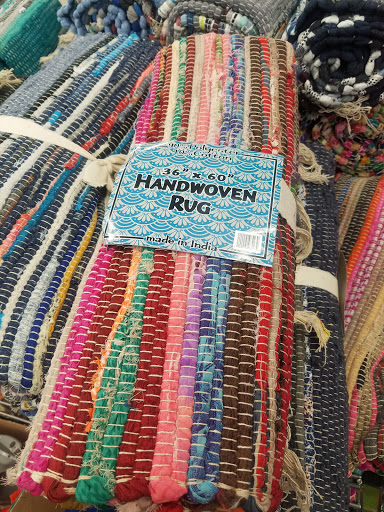 36" x 60"
HANDWOVEN
RUG
made in India